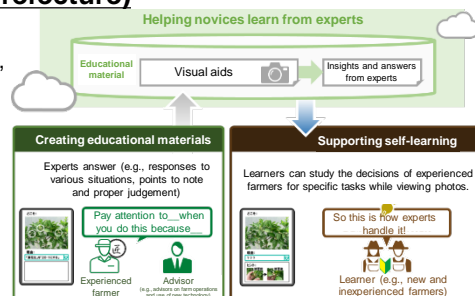 Helping novices learn from experts
Educational
material
Visual aids
Insights and answers
from experts
Creating educational materials
Experts answer (e.g., responses to
various situations, points to note
and proper judgement)
Pay attention to__when
you do this because__
Experienced
farmer
Advisor
(e.g., advisors on farm operations
and use of new technology)
Supporting self-learning
Learners can study the decisions of experienced
farmers for specific tasks while viewing photos.
So this is how experts
handle it!
Learner (e.g., new and
inexperienced farmers)